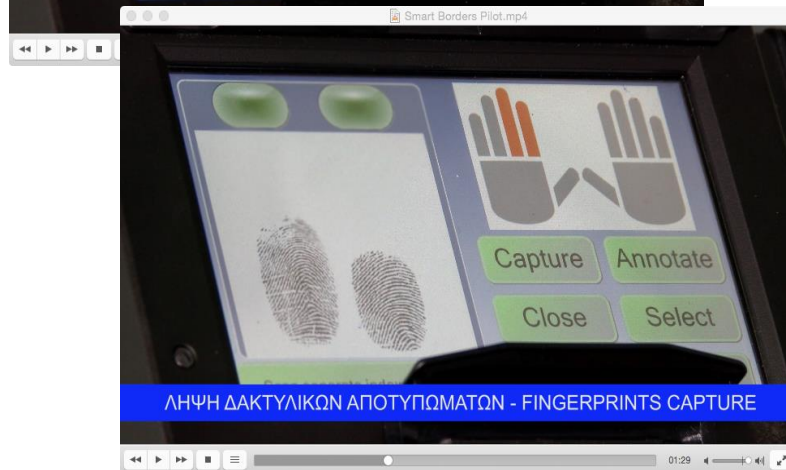 Smart Borders Pilot.mp4
Capture
Annotate
Close
Select
ΛΗΨΗ ΔΑΚΤΥΛΙΚΩΝ ΑΠΟΤΥΠΩΜΑΤΩΝ - FINGERPRINTS CAPTURE
01:29